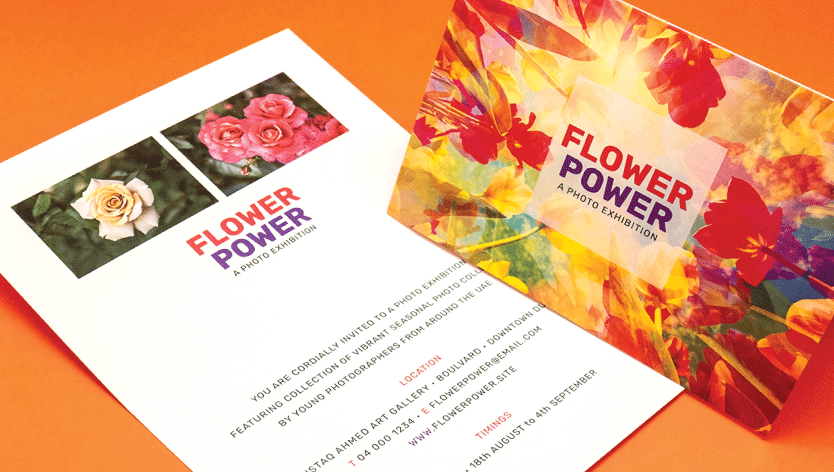 FLOWER
POWER
A PHOTO EXHIBITION
YOU ARE CORDIALLY INVITED TO A PHOTO EXHIBITION
FEATURING COLLECTION OF VIBRANT SEASONAL PHOTO
BY YOUNG PHOTOGRAPHERS FROM AROUND THE UAE
LOCATION
AHMED ART GALLERY • BOULVARD • DOWNTOWN
T 04 000 1234 • E FLOWERPOWER@EMAIL.COM
WWW.FLOWERPOWER.SITE
TIMINGS
• 18th AUGUST to 4th SEPTEMBER
FLOWER
POWER
A PHOTO EXHIBITION